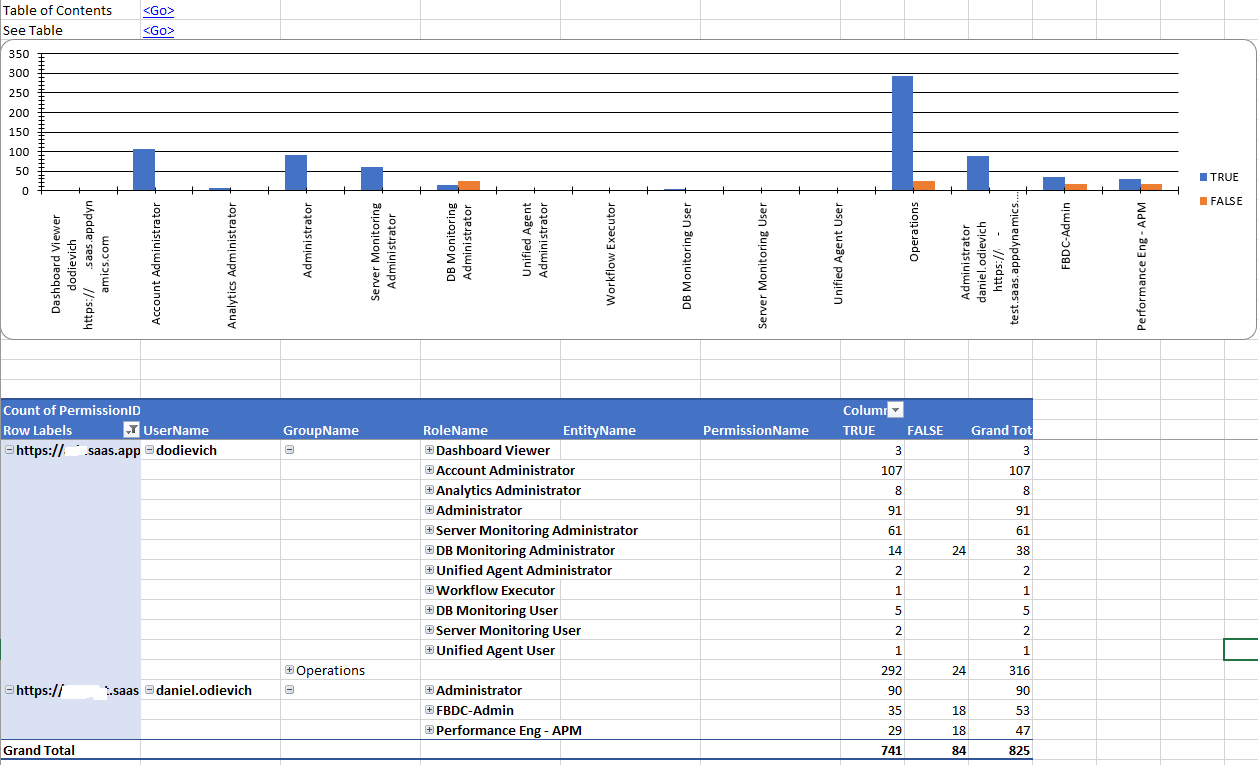 Table of Contents <Go>
See Table <Go>
350
300
250
200
150
100
50
0
TRUE
FALSE
Dashboard Viewer
dodievich
https:// .saas.appdyn
amics.com
Account Administrator
Analytics Administrator
Administrator
Server Monitoring
Administrator
DB Monitoring
Administrator
Unified Agent
Administrator
Workflow Executor
DB Monitoring User
Server Monitoring User
Unified Agent User
Operations
Administrator
daniel.odievich
https:// -
test.saas.appdynamics....
FBDC-Admin
Performance Eng - APM
Count of PermissionID Column
Row Labels UserName GroupName RoleName EntityName PermissionName TRUE FALSE Grand Tot
https:// .saas.app dodievich Dashboard Viewer 3 3
Account Administrator 107 107
Analytics Administrator 8 8
Administrator 91 91
Server Monitoring Administrator 61 61
DB Monitoring Administrator 14 24 38
Unified Agent Administrator 2 2
Workflow Executor 1 1
DB Monitoring User 5 5
Server Monitoring User 2 2
Unified Agent User 1 1
Operations 292 24 316
https:// t.saas. daniel.odievich Administrator 90 90
FBDC-Admin 35 18 53
Performance Eng - APM 29 18 47
Grand Total 741 84 825